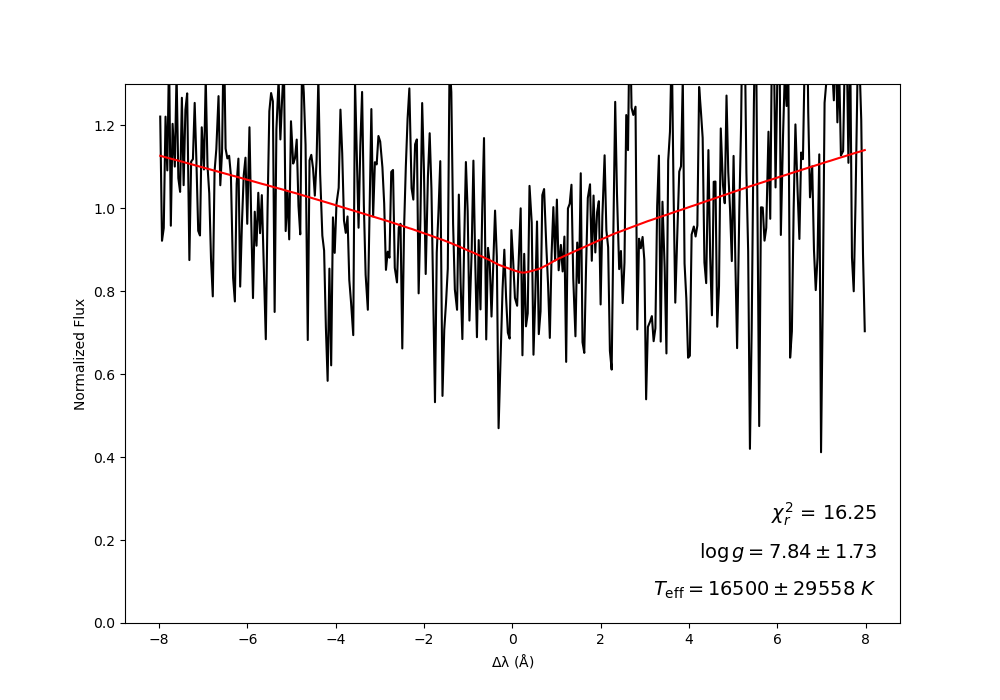 1.2
1.0
0.8
0.6
0.4
0.2
0.0
Normalized Flux
χ²ᵣ = 16.25
log g = 7.84 ± 1.73
T_eff = 16500 ± 29558 K
−8 −6 −4 −2 0 2 4 6 8
Δλ (Å)